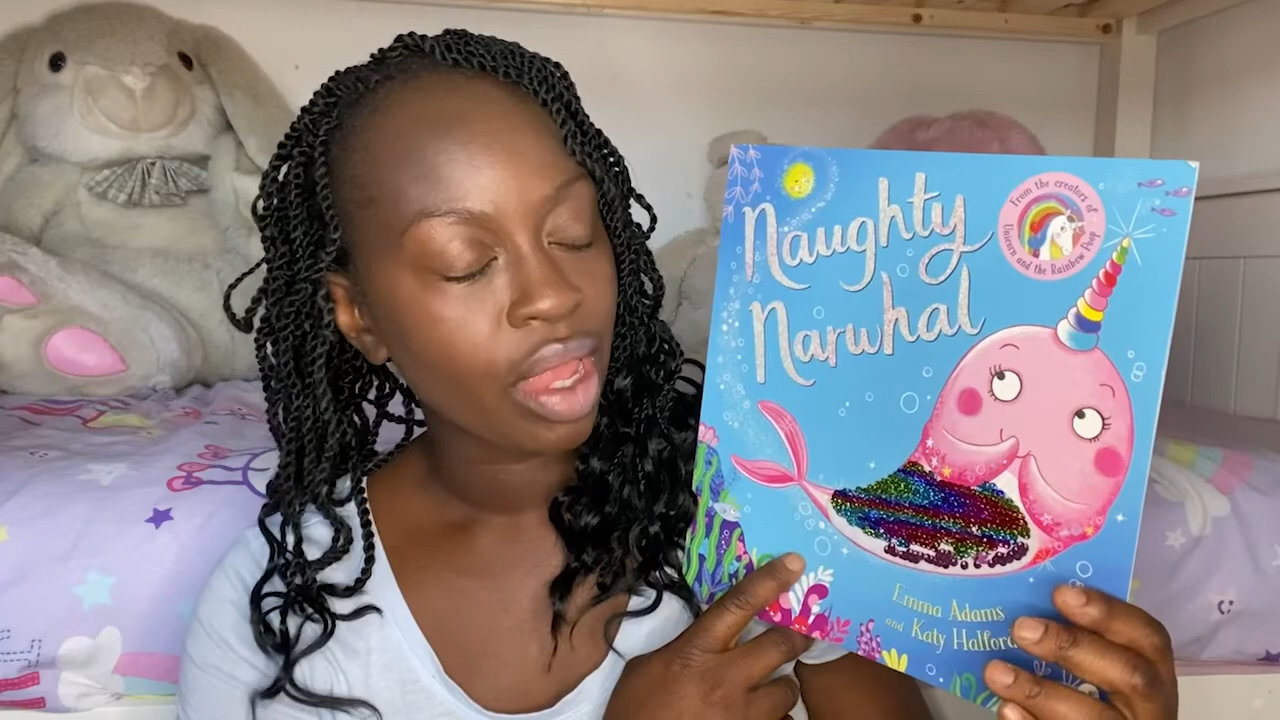 Naughty
Narwhal
From the creators of
Unicorn and the Rainbow Poop
Emma Adams
and Katy Halford